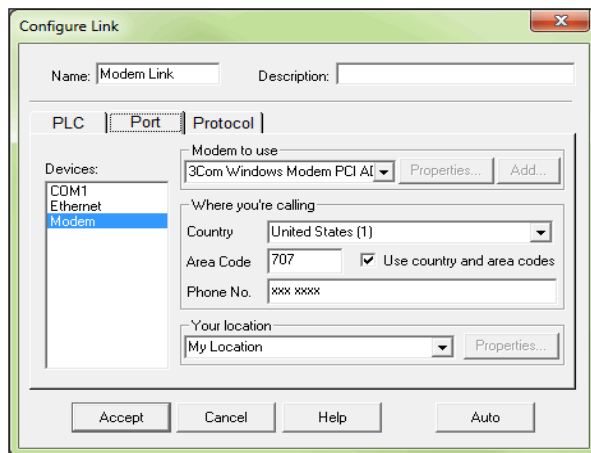 Configure Link
Name: Modem Link Description:
PLC Port Protocol
Devices:
COM1
Ethernet
Modem
Modem to use
3Com Windows Modem PCI Properties... Add...
Where you're calling
Country United States (1)
Area Code 707 Use country and area codes
Phone No. xxx xxxx
Your location
My Location Properties...
Accept Cancel Help Auto